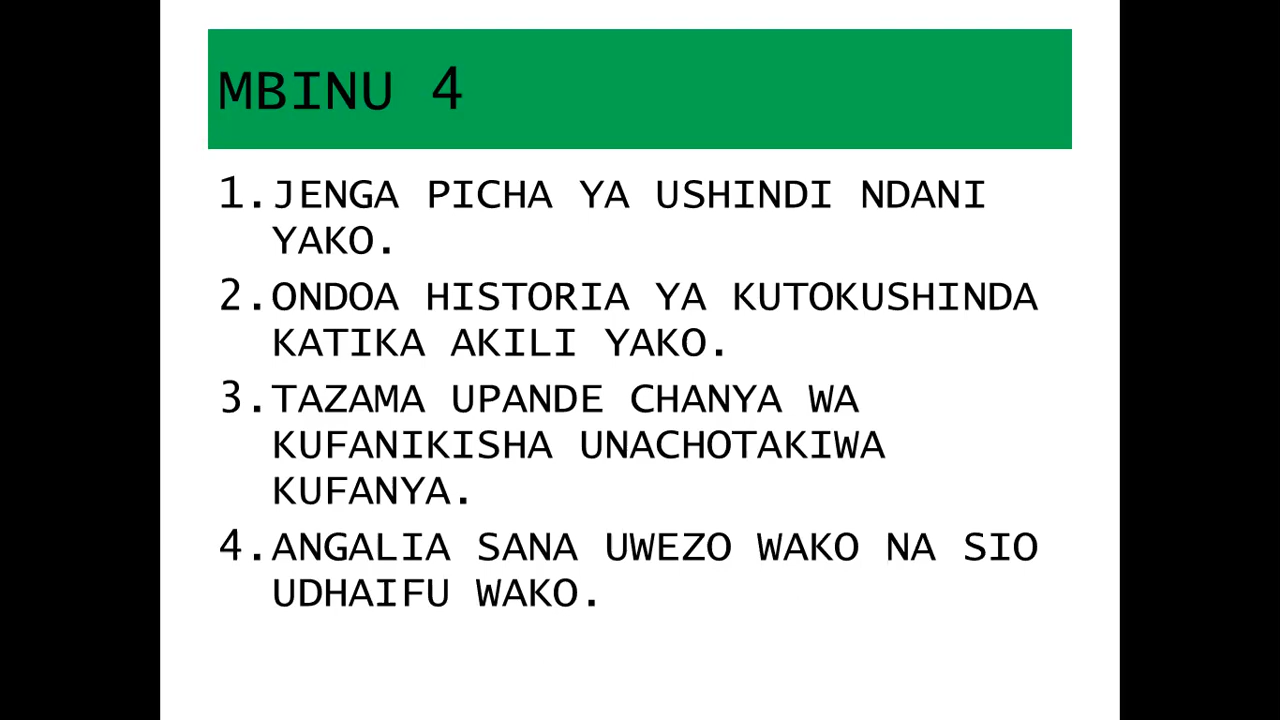 MBINU 4
1.JENGA PICHA YA USHINDI NDANI
YAKO.
2.ONDOA HISTORIA YA KUTOKUSHINDA
KATIKA AKILI YAKO.
3.TAZAMA UPANDE CHANYA WA
KUFANIKISHA UNACHOTAKIWA
KUFANYA.
4.ANGALIA SANA UWEZO WAKO NA SIO
UDHAIFU WAKO.